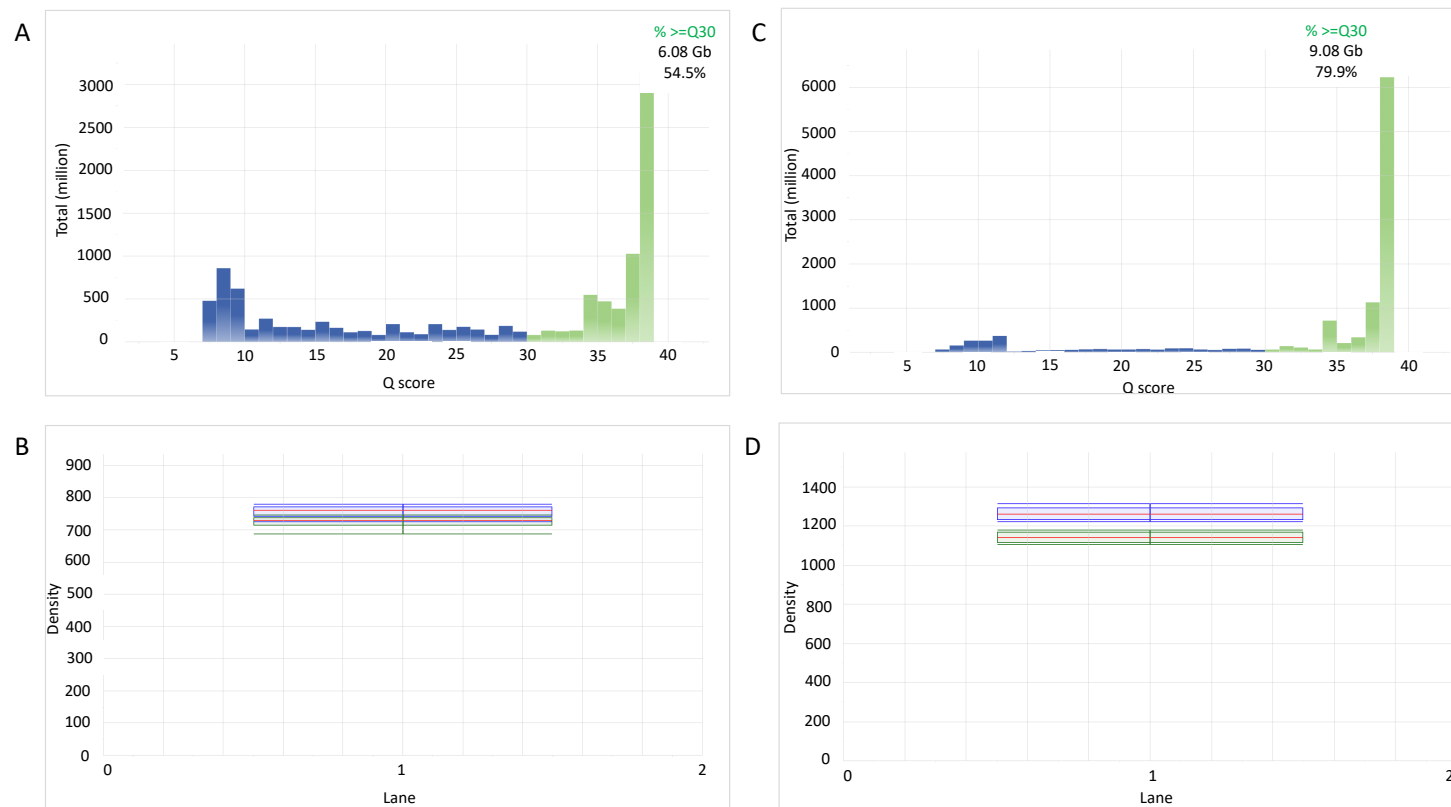 A
% >=Q30
6.08 Gb
54.5%
Total (million)
3000
2500
2000
1500
1000
500
0
5 10 15 20 25 30 35 40
Q score
C
% >=Q30
9.08 Gb
79.9%
Total (million)
6000
5000
4000
3000
2000
1000
0
5 10 15 20 25 30 35 40
Q score
B
Density
900
800
700
600
500
400
300
200
100
0
0 1 2
Lane
D
Density
1400
1200
1000
800
600
400
200
0
0 1 2
Lane